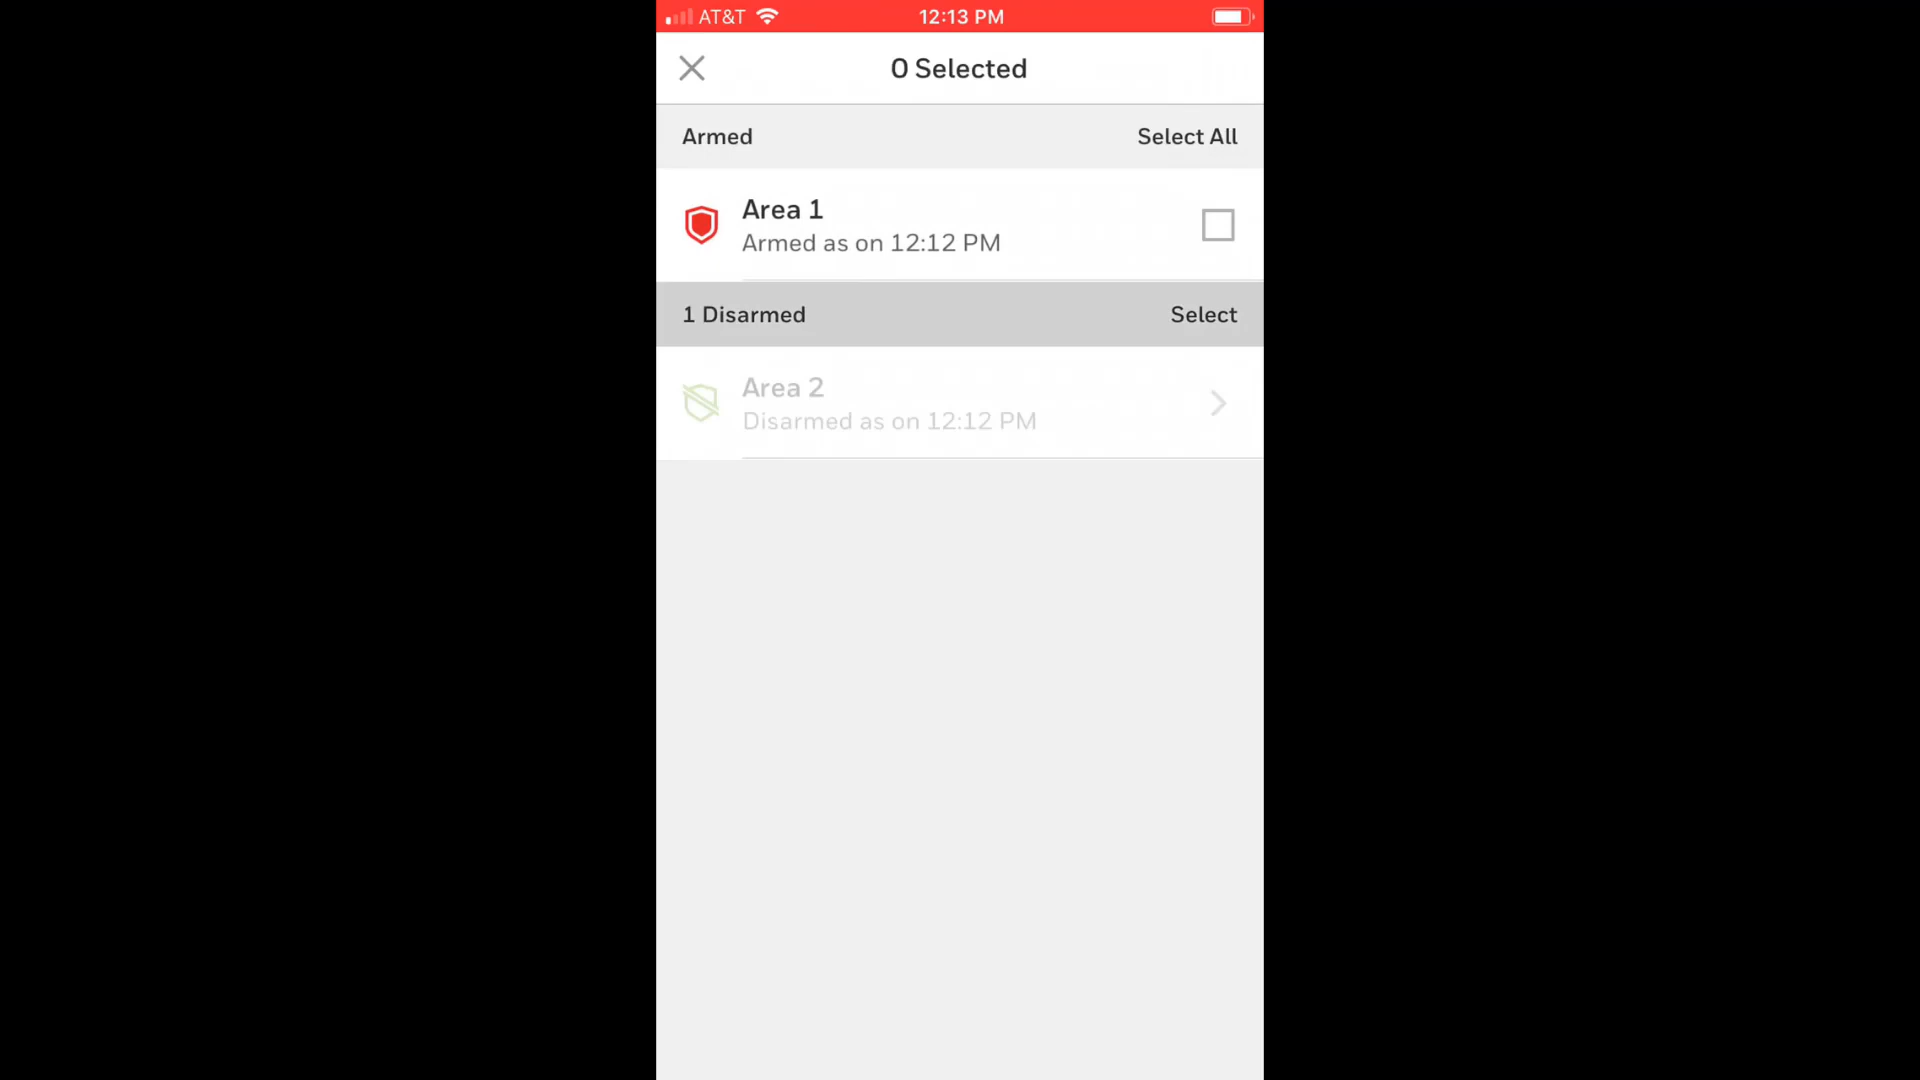 AT&T 12:13 PM
0 Selected
Armed Select All
Area 1
Armed as on 12:12 PM
1 Disarmed Select
Area 2
Disarmed as on 12:12 PM